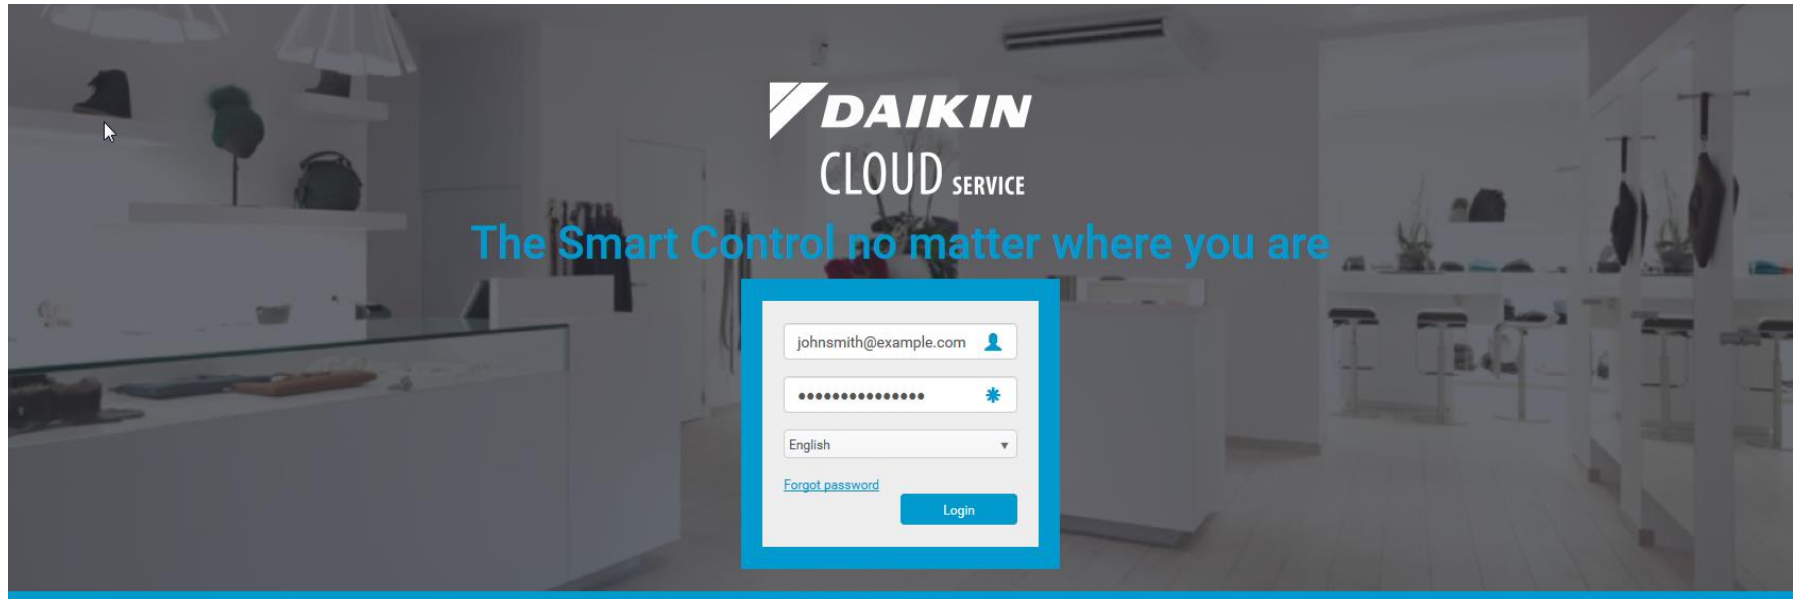 DAIKIN
CLOUD SERVICE
The Smart Control no matter where you are
johnsmith@example.com
•••••••••••••••
English
Forgot password
Login